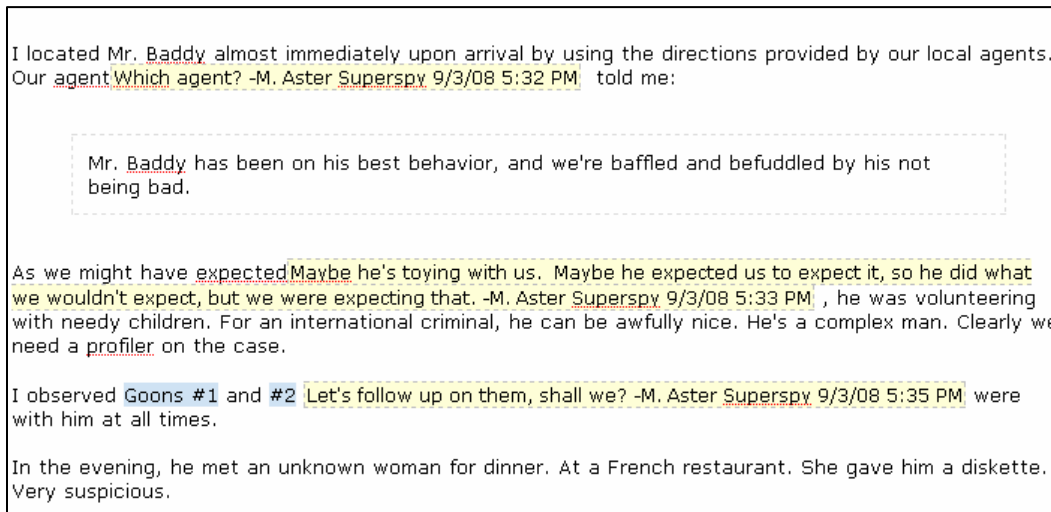 I located Mr. Baddy almost immediately upon arrival by using the directions provided by our local agents.
Our agent Which agent? -M. Aster Superspy 9/3/08 5:32 PM told me:
Mr. Baddy has been on his best behavior, and we're baffled and befuddled by his not
being bad.
As we might have expected Maybe he's toying with us. Maybe he expected us to expect it, so he did what
we wouldn't expect, but we were expecting that. -M. Aster Superspy 9/3/08 5:33 PM , he was volunteering
with needy children. For an international criminal, he can be awfully nice. He's a complex man. Clearly we
need a profiler on the case.
I observed Goons #1 and #2 Let's follow up on them, shall we? -M. Aster Superspy 9/3/08 5:35 PM were
with him at all times.
In the evening, he met an unknown woman for dinner. At a French restaurant. She gave him a diskette.
Very suspicious.